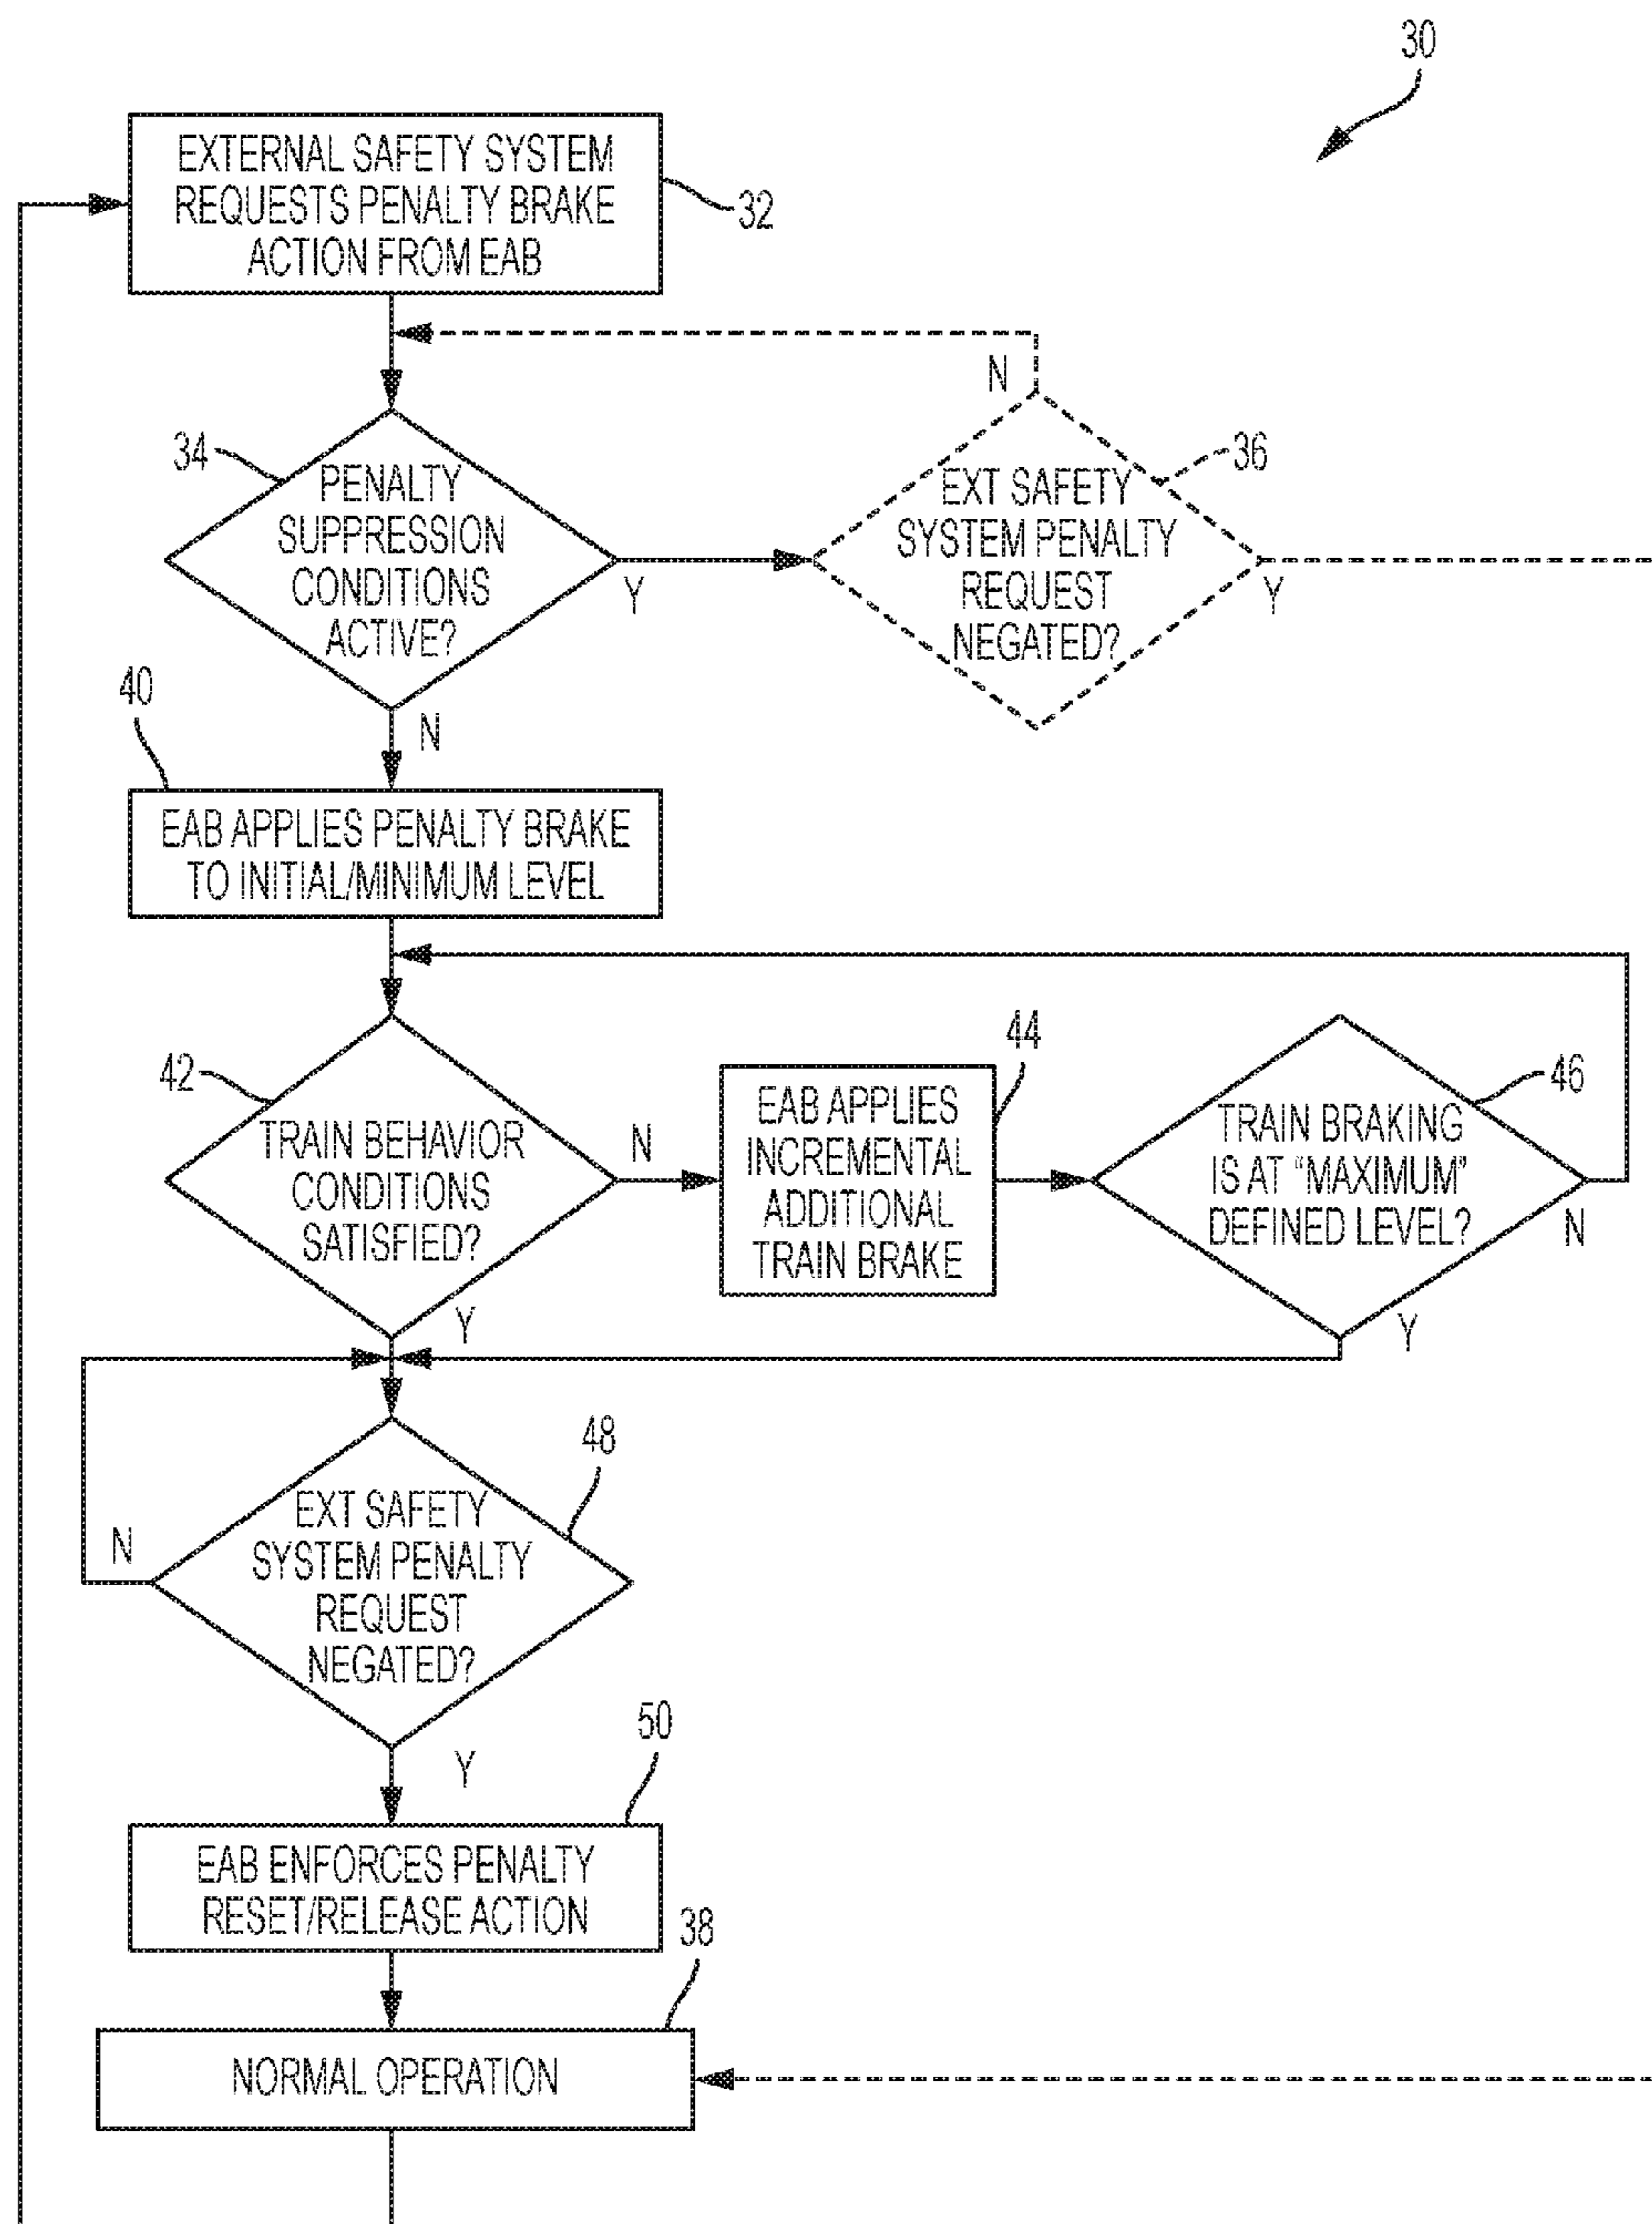 30
EXTERNAL SAFETY SYSTEM
REQUESTS PENALTY BRAKE
ACTION FROM EAB
32
34
PENALTY
SUPPRESSION
CONDITIONS
ACTIVE?
Y
N
N
36
EXT SAFETY
SYSTEM PENALTY
REQUEST
NEGATED?
Y
40
EAB APPLIES PENALTY BRAKE
TO INITIAL/MINIMUM LEVEL
42
TRAIN BEHAVIOR
CONDITIONS
SATISFIED?
N
Y
44
EAB APPLIES
INCREMENTAL
ADDITIONAL
TRAIN BRAKE
46
TRAIN BRAKING
IS AT “MAXIMUM”
DEFINED LEVEL?
N
Y
48
EXT SAFETY
SYSTEM PENALTY
REQUEST
NEGATED?
N
Y
50
EAB ENFORCES PENALTY
RESET/RELEASE ACTION
38
NORMAL OPERATION